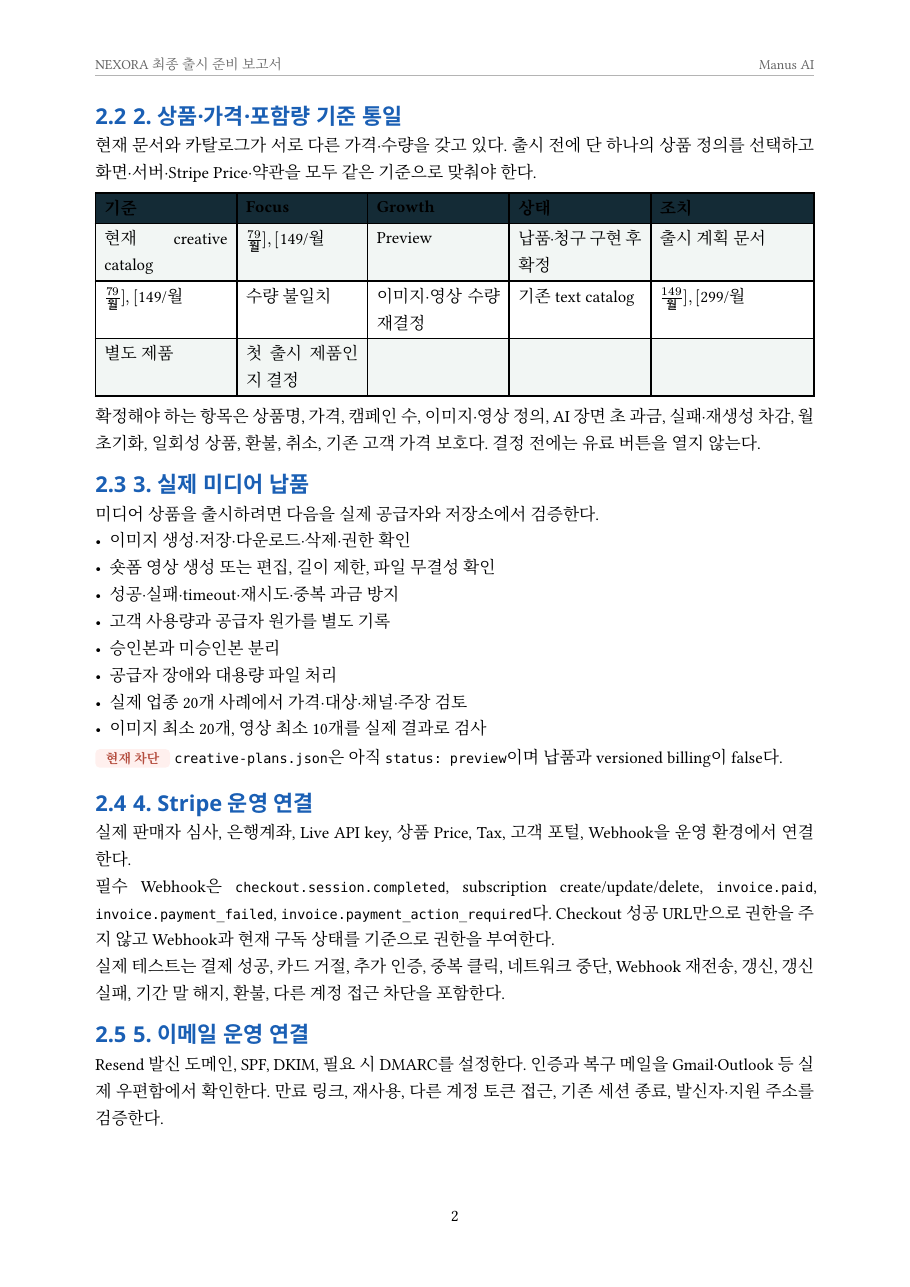 NEXORA 최종 출시 준비 보고서
Manus AI
2.2 2. 상품·가격·포함량 기준 통일
현재 문서와 카탈로그가 서로 다른 가격·수량을 갖고 있다. 출시 전에 단 하나의 상품 정의를 선택하고
화면·서버·Stripe Price·약관을 모두 같은 기준으로 맞춰야 한다.
기준 Focus Growth 상태 조치
현재 creative catalog 79/월], [149/월 Preview 납품·청구 구현 후 확정 출시 계획 문서
79/월], [149/월 수량 불일치 이미지·영상 수량 재결정 기존 text catalog 149/월], [299/월
별도 제품 첫 출시 제품인지 결정
확정해야 하는 항목은 상품명, 가격, 캠페인 수, 이미지·영상 정의, AI 장면 초 과금, 실패·재생성 차감, 월
초기화, 일회성 상품, 환불, 취소, 기존 고객 가격 보호다. 결정 전에는 유료 버튼을 열지 않는다.
2.3 3. 실제 미디어 납품
미디어 상품을 출시하려면 다음을 실제 공급자와 저장소에서 검증한다.
• 이미지 생성·저장·다운로드·삭제·권한 확인
• 숏폼 영상 생성 또는 편집, 길이 제한, 파일 무결성 확인
• 성공·실패·timeout·재시도·중복 과금 방지
• 고객 사용량과 공급자 원가를 별도 기록
• 승인본과 미승인본 분리
• 공급자 장애와 대용량 파일 처리
• 실제 업종 20개 사례에서 가격·대상·채널·주장 검토
• 이미지 최소 20개, 영상 최소 10개를 실제 결과로 검사
현재 차단 creative-plans.json은 아직 status: preview이며 납품과 versioned billing이 false다.
2.4 4. Stripe 운영 연결
실제 판매자 심사, 은행계좌, Live API key, 상품 Price, Tax, 고객 포털, Webhook을 운영 환경에서 연결
한다.
필수 Webhook은 checkout.session.completed, subscription create/update/delete, invoice.paid,
invoice.payment_failed, invoice.payment_action_required다. Checkout 성공 URL만으로 권한을 주
지 않고 Webhook과 현재 구독 상태를 기준으로 권한을 부여한다.
실제 테스트는 결제 성공, 카드 거절, 추가 인증, 중복 클릭, 네트워크 중단, Webhook 재전송, 갱신, 갱신
실패, 기간 말 해지, 환불, 다른 계정 접근 차단을 포함한다.
2.5 5. 이메일 운영 연결
Resend 발신 도메인, SPF, DKIM, 필요 시 DMARC를 설정한다. 인증과 복구 메일을 Gmail·Outlook 등 실
제 우편함에서 확인한다. 만료 링크, 재사용, 다른 계정 토큰 접근, 기존 세션 종료, 발신자·지원 주소를
검증한다.
2